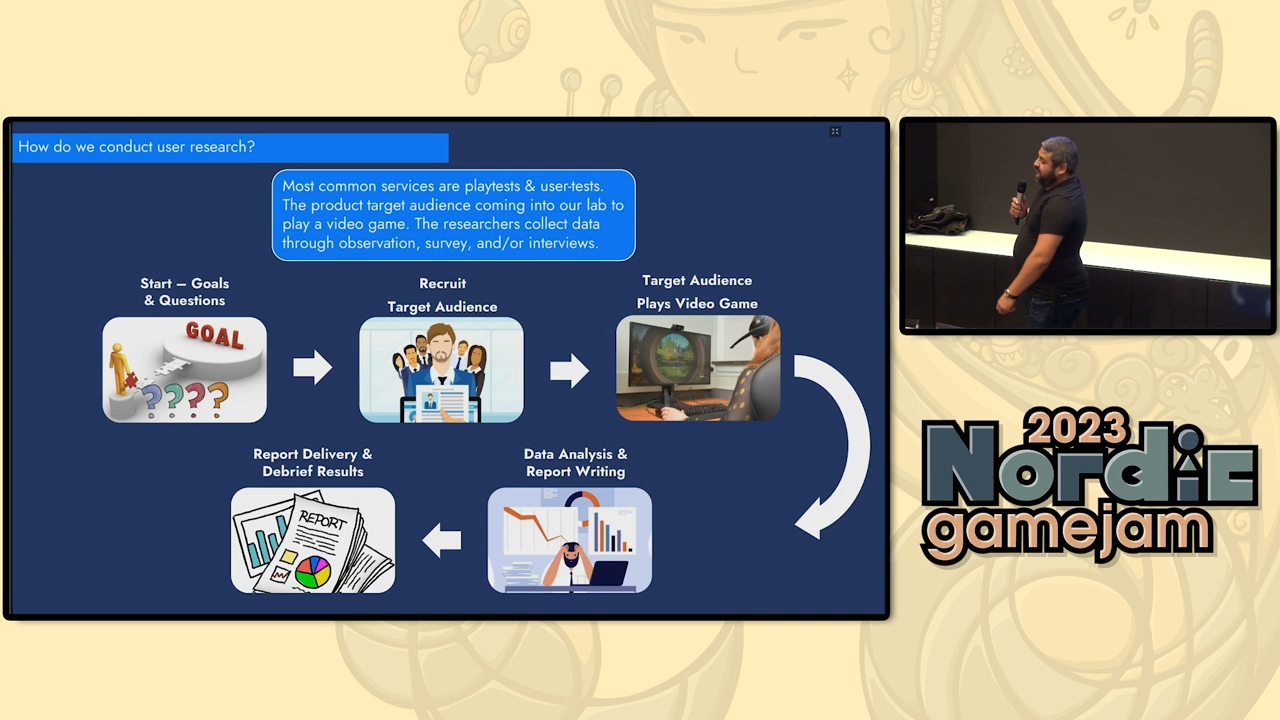 How do we conduct user research?
Most common services are playtests & user-tests.
The product target audience coming into our lab to
play a video game. The researchers collect data
through observation, survey, and/or interviews.
Start – Goals
& Questions
Recruit
Target Audience
Target Audience
Plays Video Game
GOAL
????
Report Delivery &
Debrief Results
Data Analysis &
Report Writing
REPORT
2023
Nordic
gamejam